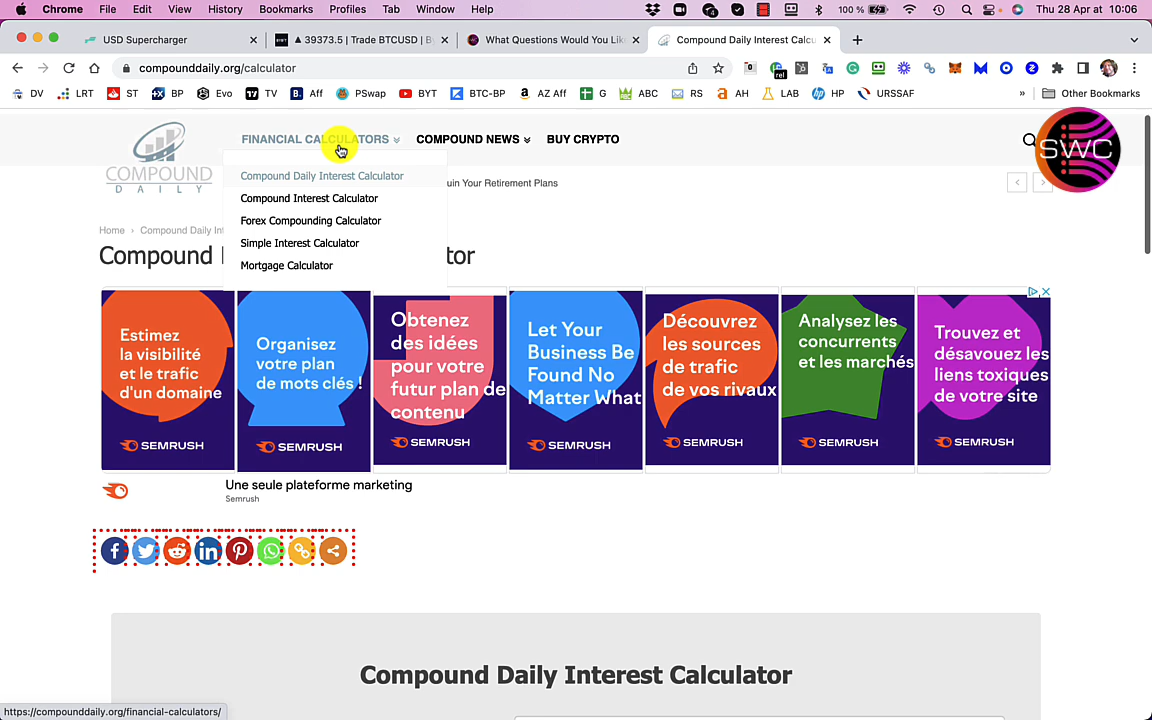 Chrome File Edit View History Bookmarks Profiles Tab Window Help 100 % Thu 28 Apr at 10:06
USD Supercharger
▲ 39373.5 | Trade BTCUSD | B
What Questions Would You Lik
Compound Daily Interest Calcu
compounddaily.org/calculator
DV LRT ST BP Evo TV Aff PSwap BYT BTC-BP AZ Aff G ABC RS AH LAB HP URSSAF » Other Bookmarks
FINANCIAL CALCULATORS COMPOUND NEWS BUY CRYPTO
SWC
COMPOUND
DAILY
Compound Daily Interest Calculator
Compound Interest Calculator
Forex Compounding Calculator
Simple Interest Calculator
Mortgage Calculator
uin Your Retirement Plans
Home › Compound Daily Int
Compound
tor
Estimez
la visibilité
et le trafic
d'un domaine
SEMRUSH
Organisez
votre plan
de mots clés !
SEMRUSH
Obtenez
des idées
pour votre
futur plan de
contenu
SEMRUSH
Let Your
Business Be
Found No
Matter What
SEMRUSH
Découvrez
les sources
de trafic
de vos rivaux
SEMRUSH
Analysez les
concurrents
et les marchés
SEMRUSH
Trouvez et
désavouez les
liens toxiques
de votre site
SEMRUSH
Une seule plateforme marketing
Semrush
Compound Daily Interest Calculator
https://compounddaily.org/financial-calculators/